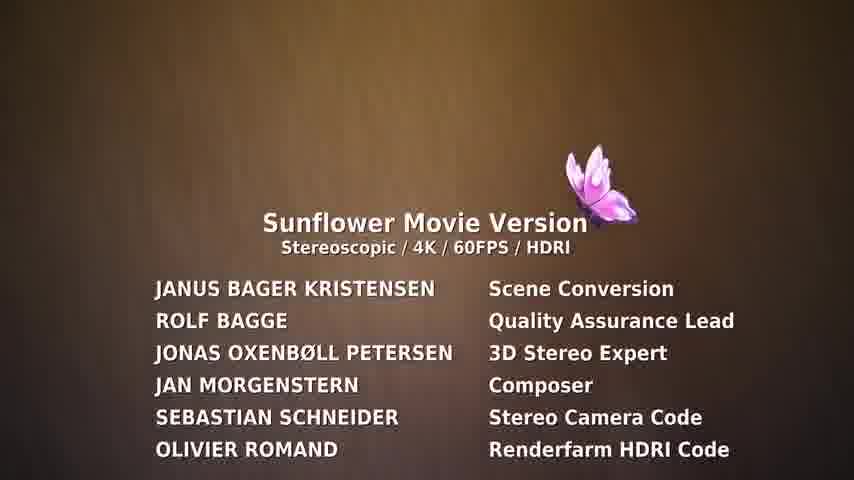 Sunflower Movie Version
Stereoscopic / 4K / 60FPS / HDRI
JANUS BAGER KRISTENSEN Scene Conversion
ROLF BAGGE Quality Assurance Lead
JONAS OXENBØLL PETERSEN 3D Stereo Expert
JAN MORGENSTERN Composer
SEBASTIAN SCHNEIDER Stereo Camera Code
OLIVIER ROMAND Renderfarm HDRI Code